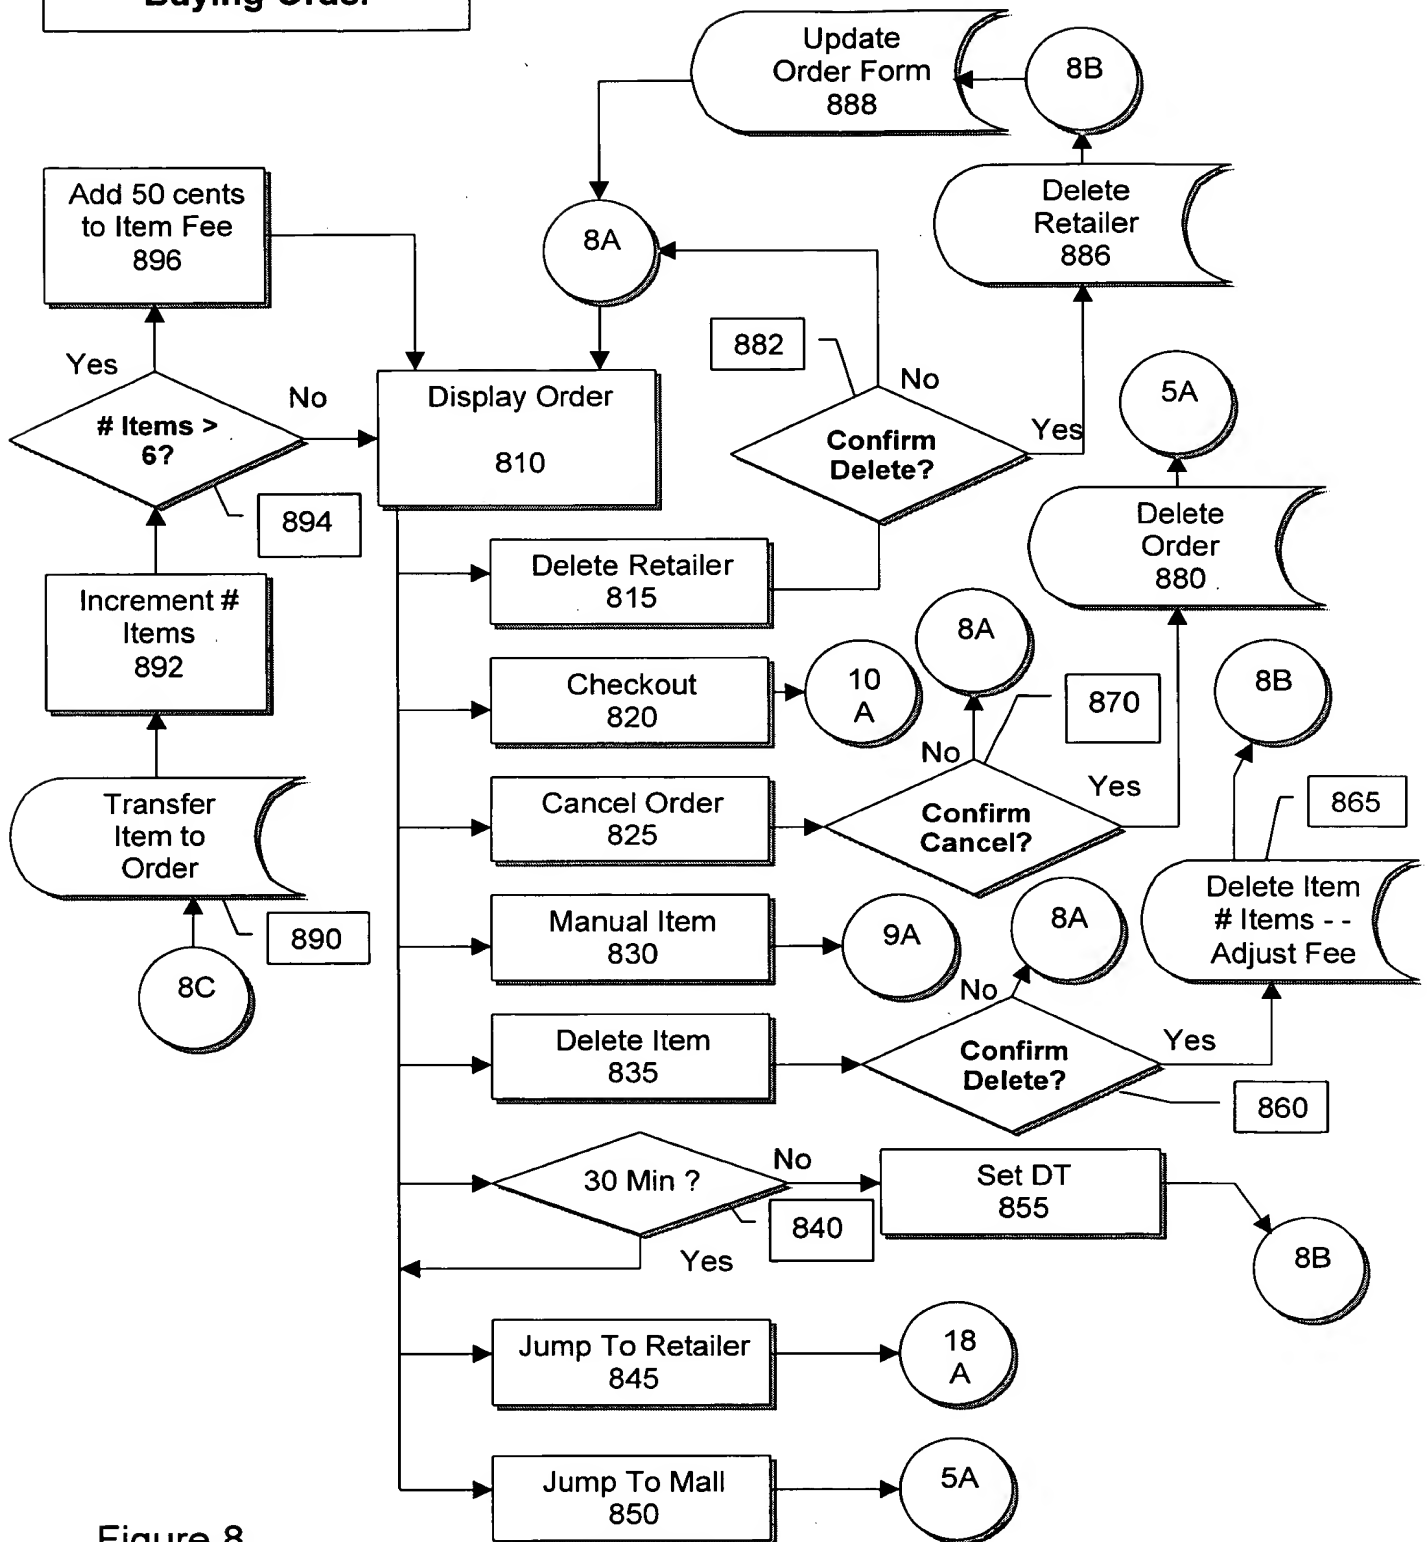 Buying Order
Update
Order Form
888
8B
Add 50 cents
to Item Fee
896
8A
Delete
Retailer
886
882
Yes
No
5A
# Items >
6?
No
Display Order
810
Confirm
Delete?
Yes
894
Delete
Order
880
Delete Retailer
815
Increment #
Items
892
8A
Checkout
820
10
A
870
8B
No
Yes
Transfer
Item to
Order
Cancel Order
825
Confirm
Cancel?
865
890
Manual Item
830
9A
8A
Delete Item
# Items - -
Adjust Fee
8C
No
Delete Item
835
Confirm
Delete?
Yes
860
30 Min ?
No
Set DT
855
840
Yes
8B
Jump To Retailer
845
18
A
Jump To Mall
850
5A
Figure 8